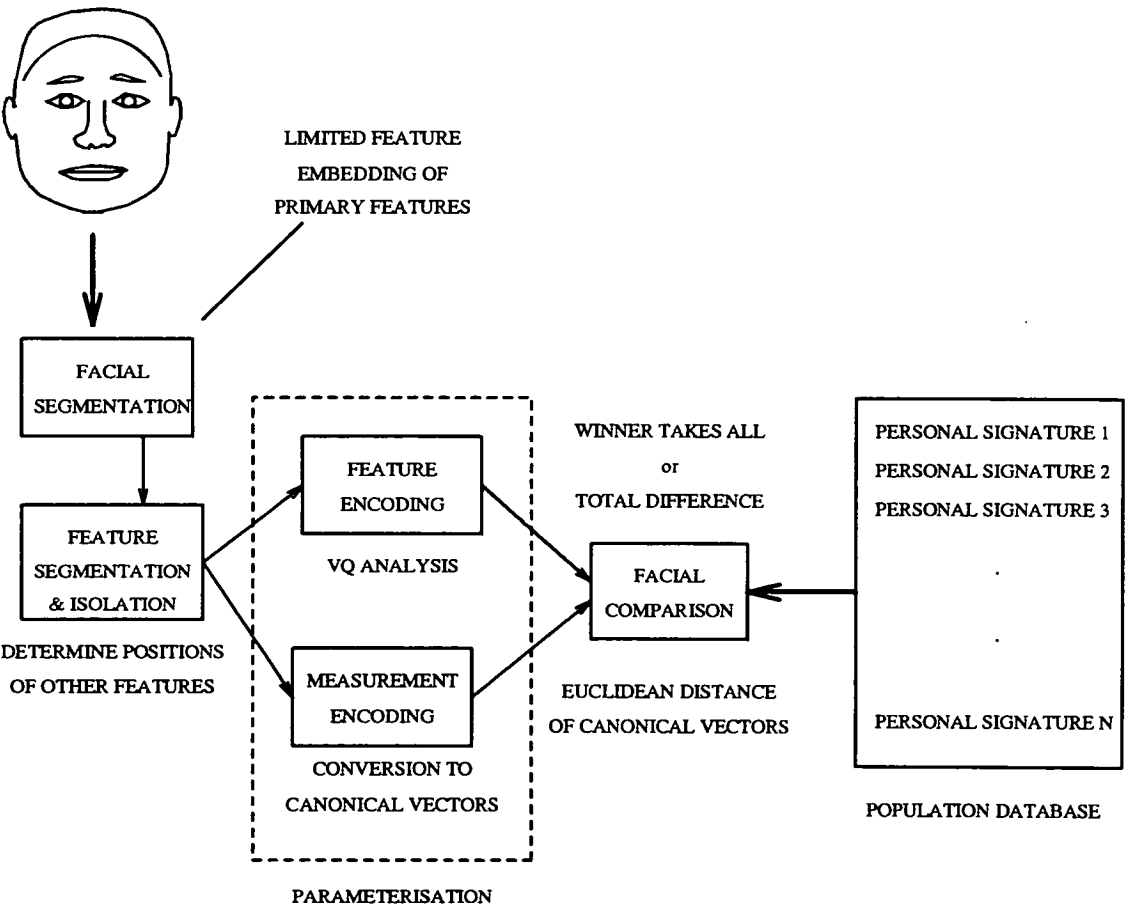 LIMITED FEATURE
EMBEDDING OF
PRIMARY FEATURES
FACIAL
SEGMENTATION
FEATURE
SEGMENTATION
& ISOLATION
DETERMINE POSITIONS
OF OTHER FEATURES
FEATURE
ENCODING
VQ ANALYSIS
MEASUREMENT
ENCODING
CONVERSION TO
CANONICAL VECTORS
PARAMETERISATION
WINNER TAKES ALL
or
TOTAL DIFFERENCE
FACIAL
COMPARISON
EUCLIDEAN DISTANCE
OF CANONICAL VECTORS
PERSONAL SIGNATURE 1
PERSONAL SIGNATURE 2
PERSONAL SIGNATURE 3
.
.
PERSONAL SIGNATURE N
POPULATION DATABASE